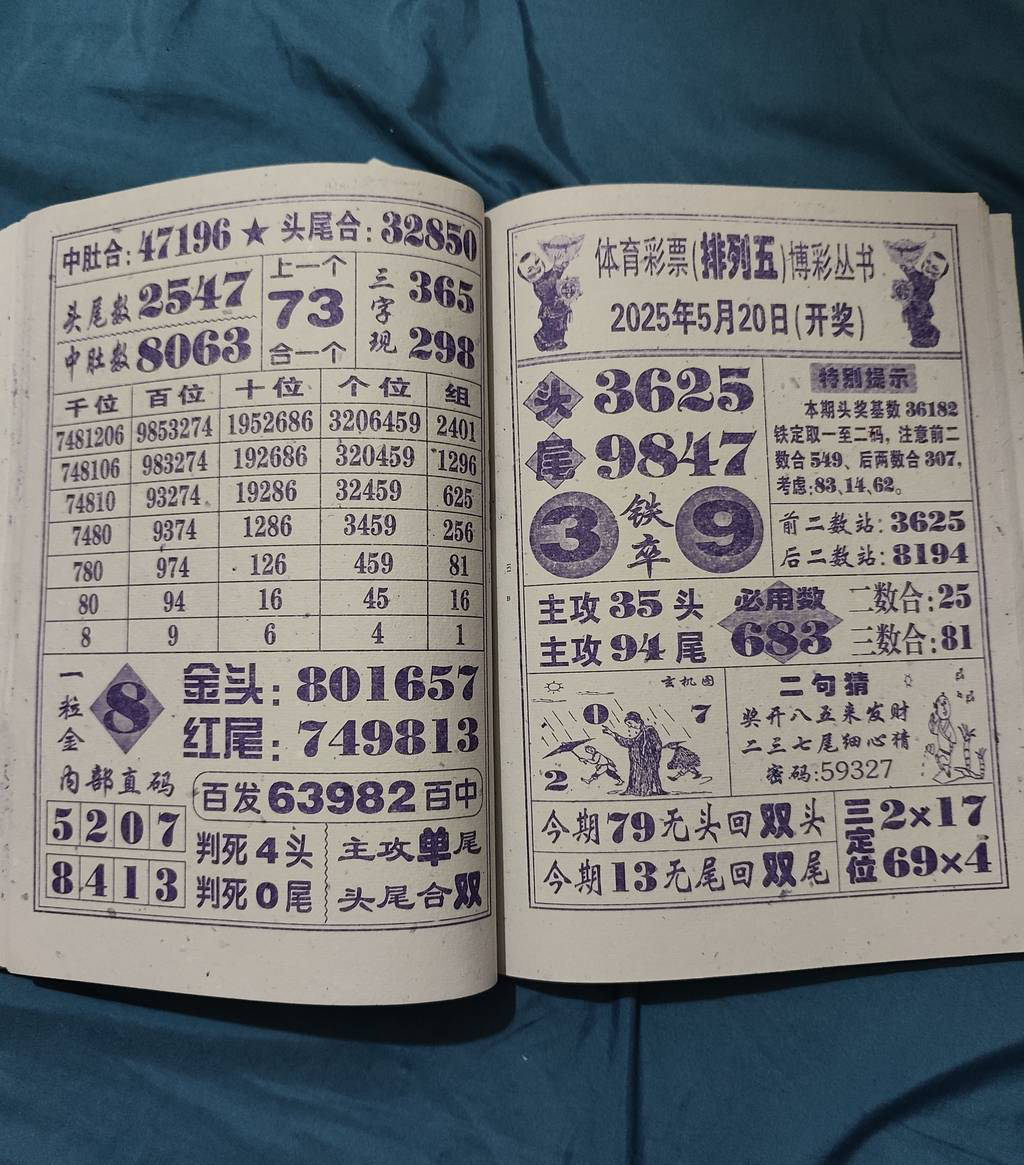 中肚合:47196★头尾合:32850
头尾数2547
中肚数8063
上一个
73
合一个
三字现
365
298
千位 百位 十位 个位 组
7481206 9853274 1952686 3206459 2401
748106 983274 192686 320459 1296
74810 93274 19286 32459 625
7480 9374 1286 3459 256
780 974 126 459 81
80 94 16 45 16
8 9 6 4 1
一粒金
8
金头:801657
红尾:749813
内部直码
5207
8413
百发63982百中
判死4头
判死0尾
主攻单尾
头尾合双
体育彩票(排列五)博彩丛书
2025年5月20日(开奖)
头3625
尾9847
3铁卒9
特别提示
本期头奖基数36182
铁定取一至二码，注意前二
数合549、后两数合307，
考虑:83、14、62。
前二数站:3625
后二数站:8194
主攻35头
主攻94尾
必用数
683
二数合:25
三数合:81
玄机图
0
7
2
二句猜
奖开八五来发财
二三七尾细心猜
密码:59327
今期79无头回双头
今期13无尾回双尾
三定位
2×17
69×4